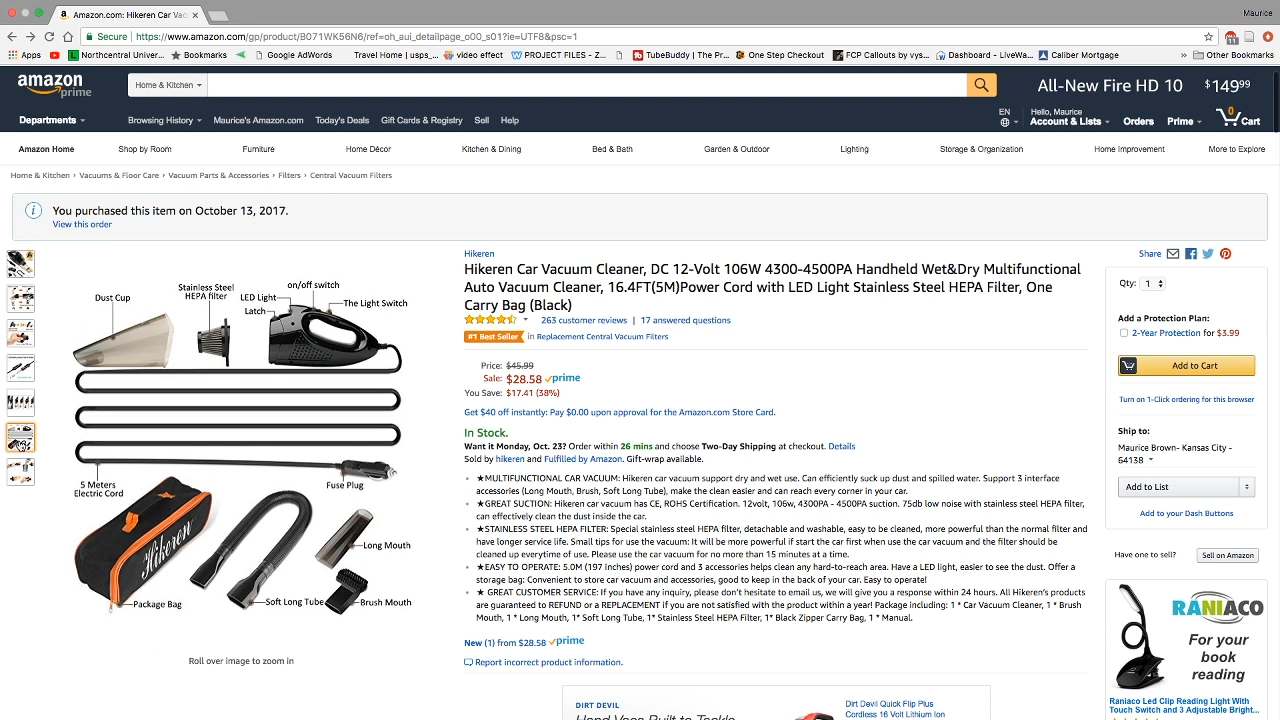 Amazon.com: Hikeren Car Vac
Maurice
Secure
https://www.amazon.com/gp/product/B071WK56N6/ref=oh_aui_detailpage_o00_s01?ie=UTF8&psc=1
Apps
Northcentral Univer...
Bookmarks
Google AdWords
Travel Home | usps_...
video effect
PROJECT FILES - Z...
TubeBuddy | The Pr...
One Step Checkout
FCP Callouts by vys...
Dashboard - LiveWa...
Caliber Mortgage
»
Other Bookmarks
amazon
prime
Home & Kitchen
All-New Fire HD 10 $14999
Departments
Browsing History
Maurice's Amazon.com
Today's Deals
Gift Cards & Registry
Sell
Help
EN
Hello, Maurice
Account & Lists
Orders
Prime
0
Cart
Amazon Home
Shop by Room
Furniture
Home Décor
Kitchen & Dining
Bed & Bath
Garden & Outdoor
Lighting
Storage & Organization
Home Improvement
More to Explore
Home & Kitchen › Vacuums & Floor Care › Vacuum Parts & Accessories › Filters › Central Vacuum Filters
You purchased this item on October 13, 2017.
View this order
Dust Cup
Stainless Steel
HEPA filter
LED Light
on/off switch
Latch
The Light Switch
5 Meters
Electric Cord
Fuse Plug
Hikeren
Long Mouth
Package Bag
Soft Long Tube
Brush Mouth
Roll over image to zoom in
Hikeren
Hikeren Car Vacuum Cleaner, DC 12-Volt 106W 4300-4500PA Handheld Wet&Dry Multifunctional
Auto Vacuum Cleaner, 16.4FT(5M)Power Cord with LED Light Stainless Steel HEPA Filter, One
Carry Bag (Black)
263 customer reviews | 17 answered questions
#1 Best Seller in Replacement Central Vacuum Filters
Price: $45.99
Sale: $28.58 prime
You Save: $17.41 (38%)
Get $40 off instantly: Pay $0.00 upon approval for the Amazon.com Store Card.
In Stock.
Want it Monday, Oct. 23? Order within 26 mins and choose Two-Day Shipping at checkout. Details
Sold by hikeren and Fulfilled by Amazon. Gift-wrap available.
★MULTIFUNCTIONAL CAR VACUUM: Hikeren car vacuum support dry and wet use. Can efficiently suck up dust and spilled water. Support 3 interface
accessories (Long Mouth, Brush, Soft Long Tube), make the clean easier and can reach every corner in your car.
★GREAT SUCTION: Hikeren car vacuum has CE, ROHS Certification. 12volt, 106w, 4300PA - 4500PA suction. 75db low noise with stainless steel HEPA filter,
can effectively clean the dust inside the car.
★STAINLESS STEEL HEPA FILTER: Special stainless steel HEPA filter, detachable and washable, easy to be cleaned, more powerful than the normal filter and
have longer service life. Small tips for use the vacuum: It will be more powerful if start the car first when use the car vacuum and the filter should be
cleaned up everytime of use. Please use the car vacuum for no more than 15 minutes at a time.
★EASY TO OPERATE: 5.0M (197 inches) power cord and 3 accessories helps clean any hard-to-reach area. Have a LED light, easier to see the dust. Offer a
storage bag: Convenient to store car vacuum and accessories, good to keep in the back of your car. Easy to operate!
★ GREAT CUSTOMER SERVICE: If you have any inquiry, please don't hesitate to email us, we will give you a response within 24 hours. All Hikeren's products
are guaranteed to REFUND or a REPLACEMENT if you are not satisfied with the product within a year! Package including: 1 * Car Vacuum Cleaner, 1 * Brush
Mouth, 1 * Long Mouth, 1* Soft Long Tube, 1* Stainless Steel HEPA Filter, 1* Black Zipper Carry Bag, 1 * Manual.
New (1) from $28.58 prime
Report incorrect product information.
DIRT DEVIL
Dirt Devil Quick Flip Plus
Cordless 16 Volt Lithium Ion
Share
Qty: 1
Add a Protection Plan:
2-Year Protection for $3.99
Add to Cart
Turn on 1-Click ordering for this browser
Ship to:
Maurice Brown- Kansas City -
64138
Add to List
Add to your Dash Buttons
Have one to sell?
Sell on Amazon
RANIACO
For your
book
reading
Raniaco Led Clip Reading Light With
Touch Switch and 3 Adjustable Bright...